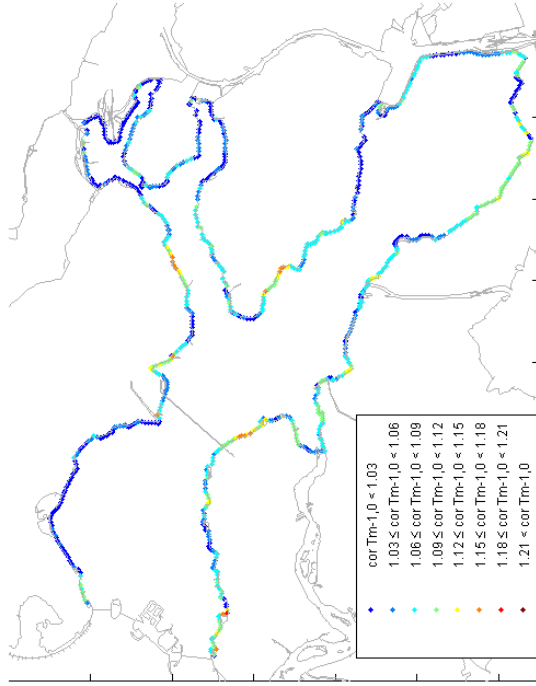 cor Tm-1,0 < 1.03
1.03 ≤ cor Tm-1,0 < 1.06
1.06 ≤ cor Tm-1,0 < 1.09
1.09 ≤ cor Tm-1,0 < 1.12
1.12 ≤ cor Tm-1,0 < 1.15
1.15 ≤ cor Tm-1,0 < 1.18
1.18 ≤ cor Tm-1,0 < 1.21
1.21 < cor Tm-1,0